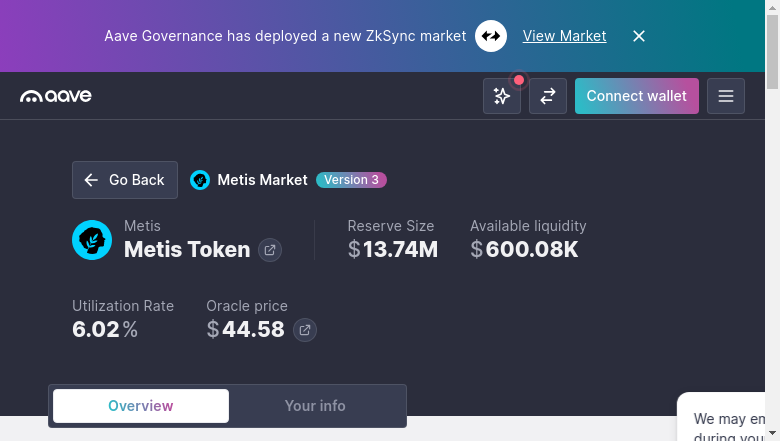 Aave Governance has deployed a new ZkSync market View Market
aave
Connect wallet
Go Back
Metis Market Version 3
Metis
Metis Token
Reserve Size
$13.74M
Available liquidity
$600.08K
Utilization Rate
6.02%
Oracle price
$44.58
Overview
Your info
We may em
during you